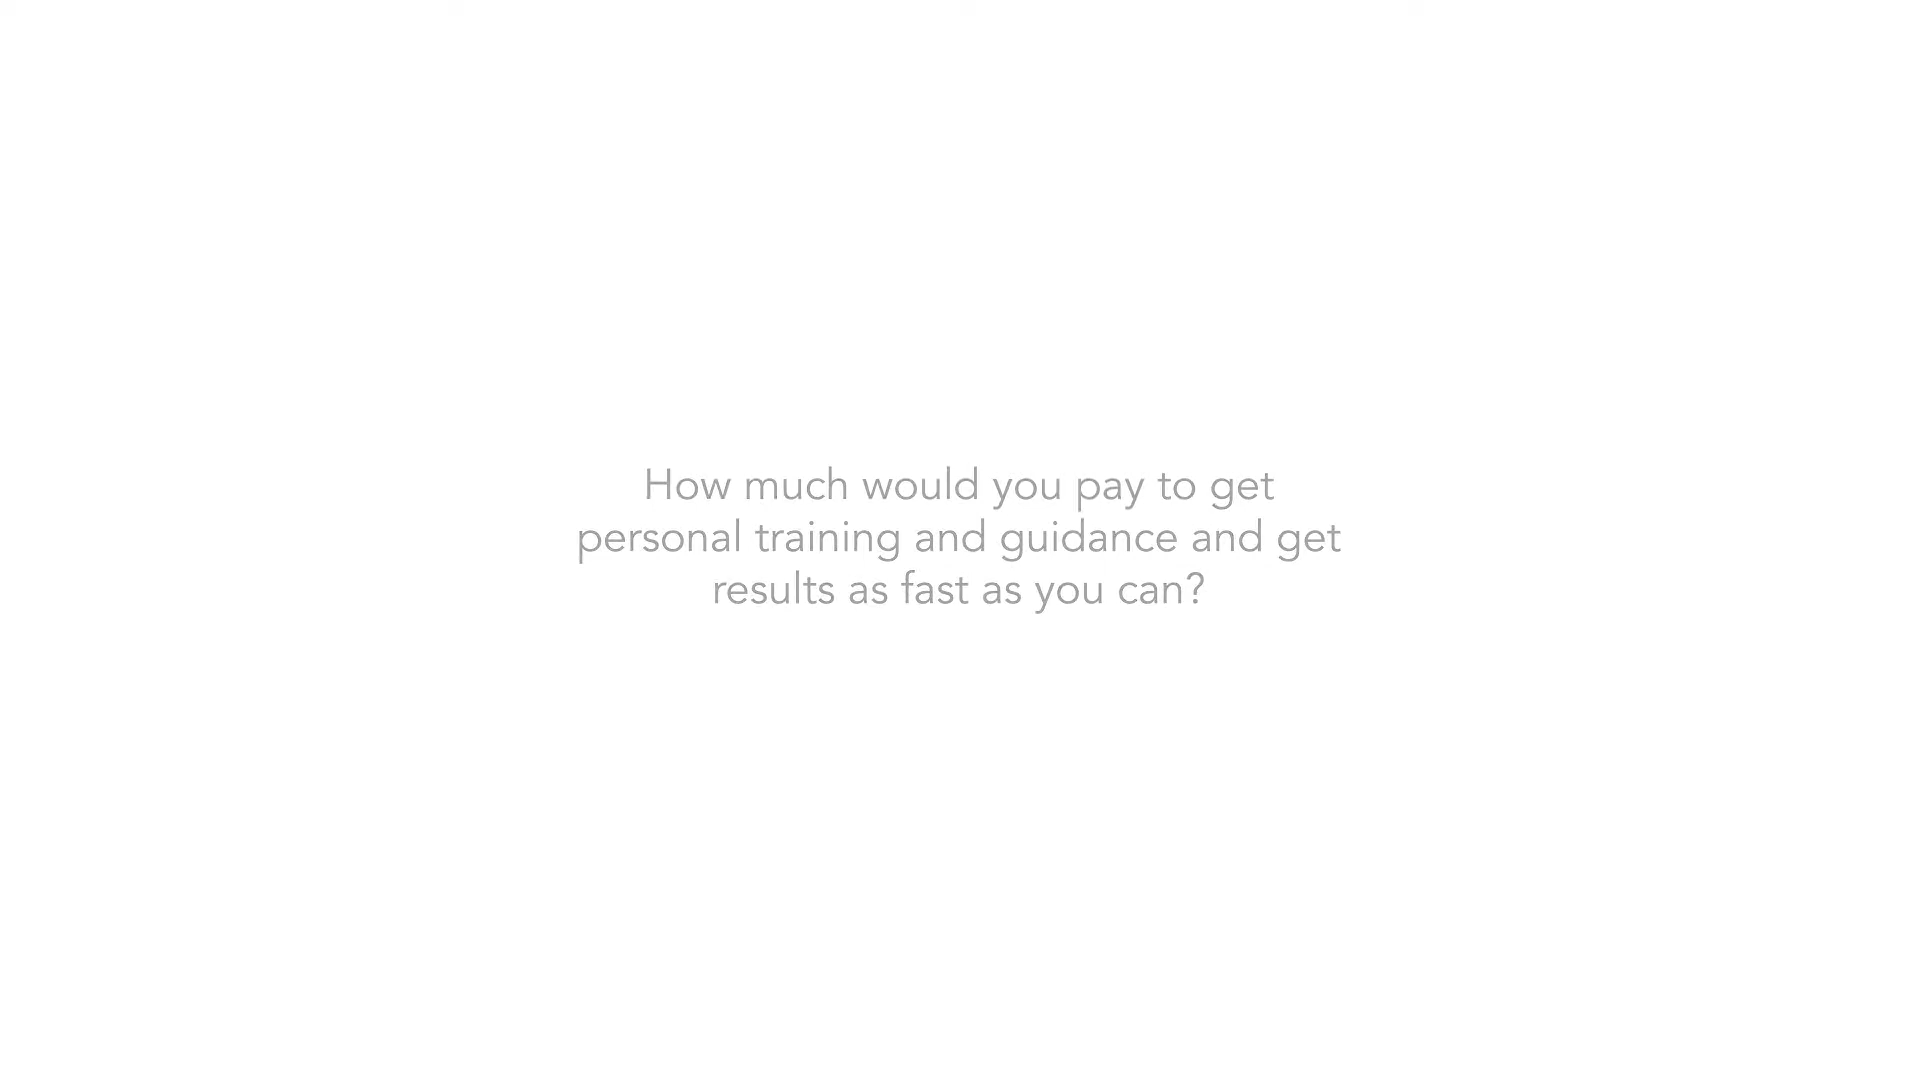 How much would you pay to get
personal training and guidance and get
results as fast as you can?